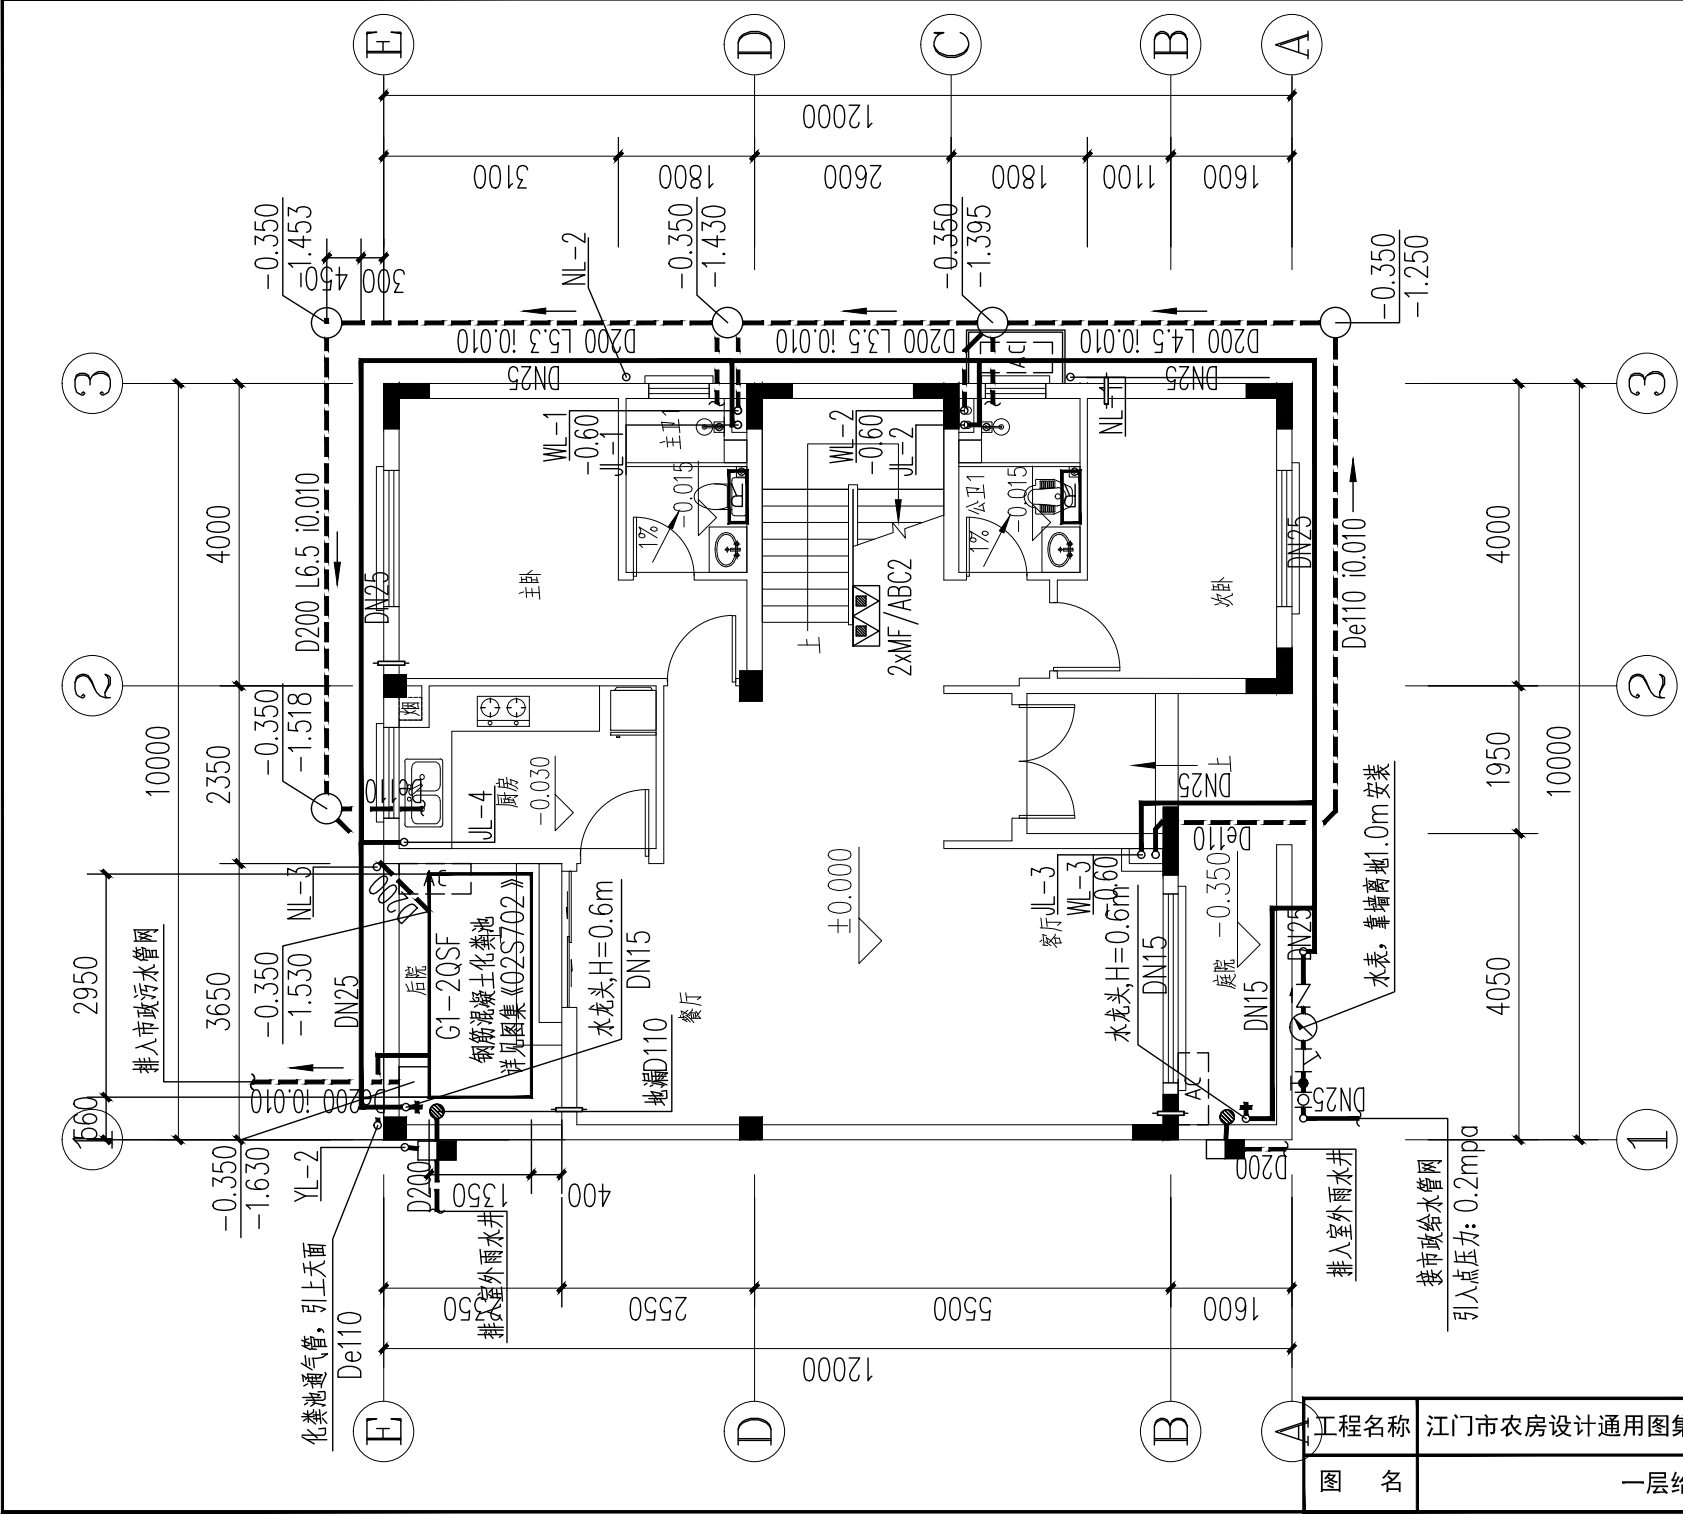 E
D
C
B
A
12000
3100
1800
2600
1800
1100
1600
-0.350
-1.453
450
300
NL-2
-0.350
-1.430
-0.350
-1.395
-0.350
-1.250
D200 L5.3 i0.010
D200 L3.5 i0.010
D200 L4.5 i0.010
3
DN25
DN25
AC
NL-1
3
WL-1
-0.60
JL-1
主卫1
WL-2
-0.60
JL-2
4000
D200 L6.5 i0.010
DN25
主卧
1%
-0.015
公卫1
1%
-0.015
上
2xMF/ABC2
次卧
DN25
De110 i0.010
4000
2
10000
2350
-0.350
-1.518
烟
De110
JL-4
厨房
-0.030
上
DN25
De110
1950
10000
2
水表，靠墙离地1.0m安装
2950
3650
560
排入市政污水管网
NL-3
D200
-0.350
-1.530
DN25
AC
后院
G1-2QSF
钢筋混凝土化粪池
详见图集《02S702》
水龙头,H=0.6m
DN15
餐厅
地漏D110
±0.000
客厅
JL-3
WL-3
-0.60
水龙头,H=0.6m
DN15
庭院
-0.350
DN15
DN25
AC
DN25
4050
1
D200 i0.010
-0.350
-1.630
YL-2
D200
1350
400
排入室外雨水井
D200
排入室外雨水井
接市政给水管网
引入点压力：0.2mpa
1
化粪池通气管，引上天面
De110
2550
5500
1600
12000
E
D
B
A
工程名称
江门市农房设计通用图集
图 名
一层给